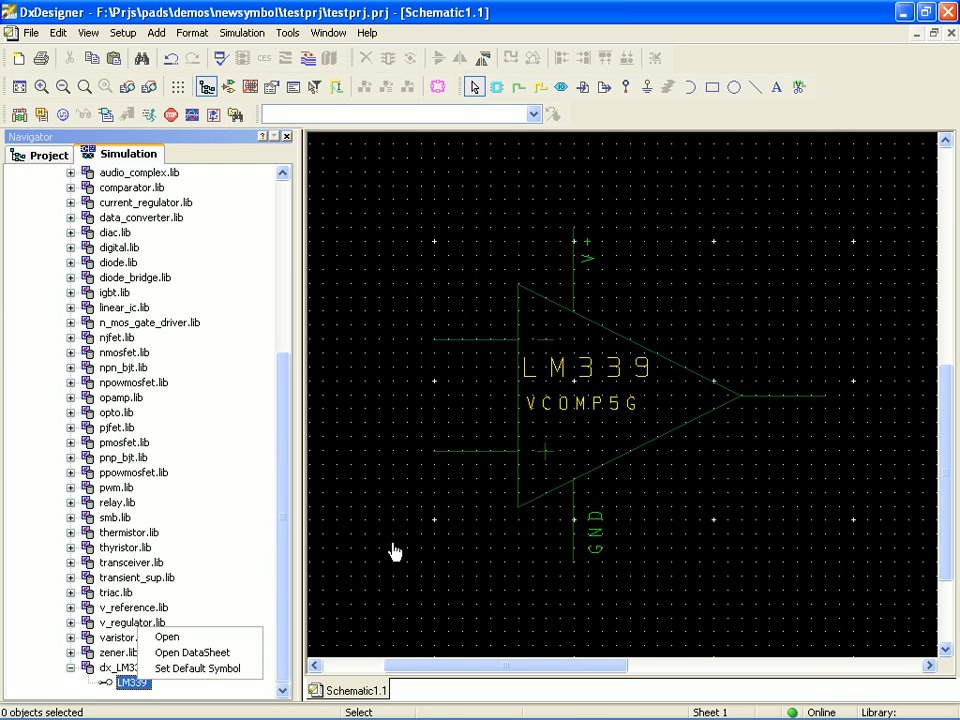 DxDesigner - F:\Prjs\pads\demos\newsymbol\testprj\testprj.prj - [Schematic1.1]
File Edit View Setup Add Format Simulation Tools Window Help
CES
A
Navigator
Project Simulation
audio_complex.lib
comparator.lib
current_regulator.lib
data_converter.lib
diac.lib
digital.lib
diode.lib
diode_bridge.lib
igbt.lib
linear_ic.lib
n_mos_gate_driver.lib
njfet.lib
nmosfet.lib
npn_bjt.lib
npowmosfet.lib
opamp.lib
opto.lib
pjfet.lib
pmosfet.lib
pnp_bjt.lib
ppowmosfet.lib
pwm.lib
relay.lib
smb.lib
thermistor.lib
thyristor.lib
transceiver.lib
transient_sup.lib
triac.lib
v_reference.lib
v_regulator.lib
varistor.
zener.lib
dx_LM33
LM339
Open
Open DataSheet
Set Default Symbol
V+
LM339
VCOMP5G
GND
Schematic1.1
0 objects selected Select Sheet 1 Online Library: